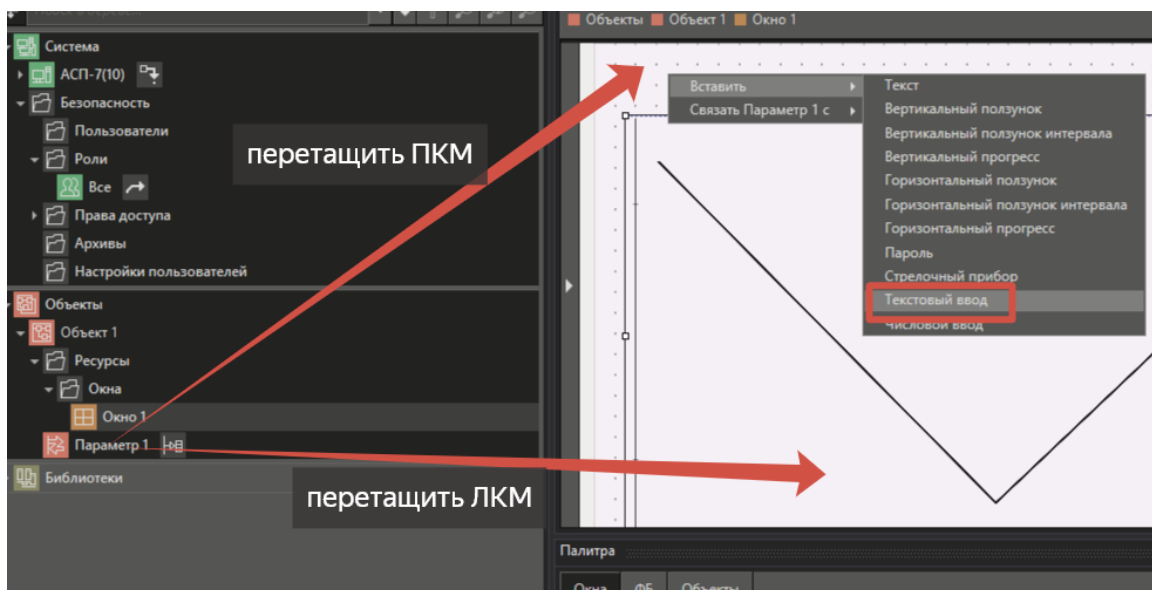 Объекты Объект 1 Окно 1
Система
АСП-7(10)
Безопасность
Пользователи
Роли
Все
Права доступа
Архивы
Настройки пользователей
Объекты
Объект 1
Ресурсы
Окна
Окно 1
Параметр 1
Библиотеки
перетащить ПКМ
перетащить ЛКМ
Вставить
Связать Параметр 1 с
Текст
Вертикальный ползунок
Вертикальный ползунок интервала
Вертикальный прогресс
Горизонтальный ползунок
Горизонтальный ползунок интервала
Горизонтальный прогресс
Пароль
Стрелочный прибор
Текстовый ввод
Числовой ввод
Палитра
Окна ФБ Объекты